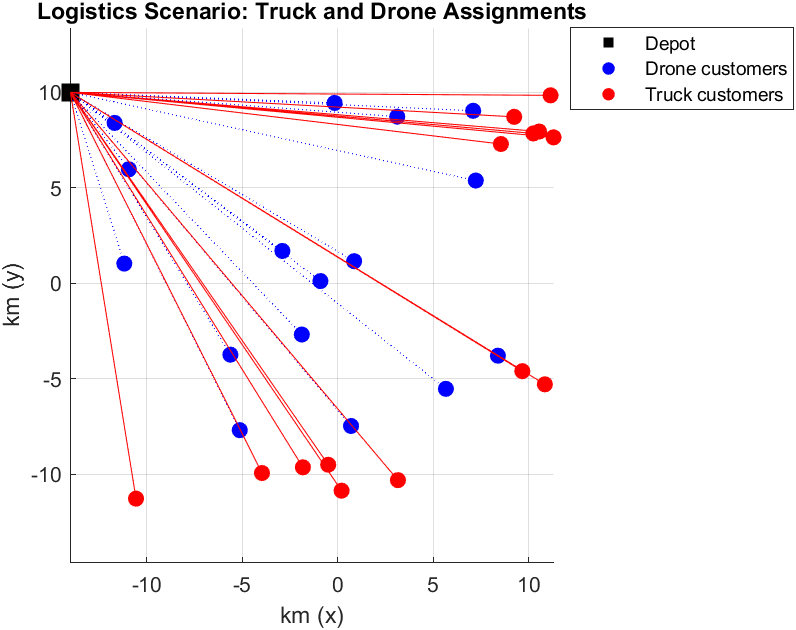 Logistics Scenario: Truck and Drone Assignments
Depot
Drone customers
Truck customers
10
5
0
-5
-10
km (y)
-10
-5
0
5
10
km (x)